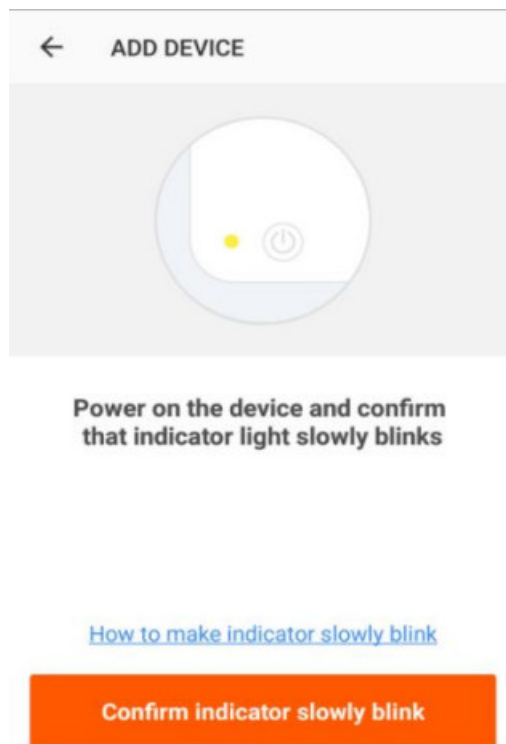 ADD DEVICE
Power on the device and confirm
that indicator light slowly blinks
How to make indicator slowly blink
Confirm indicator slowly blink